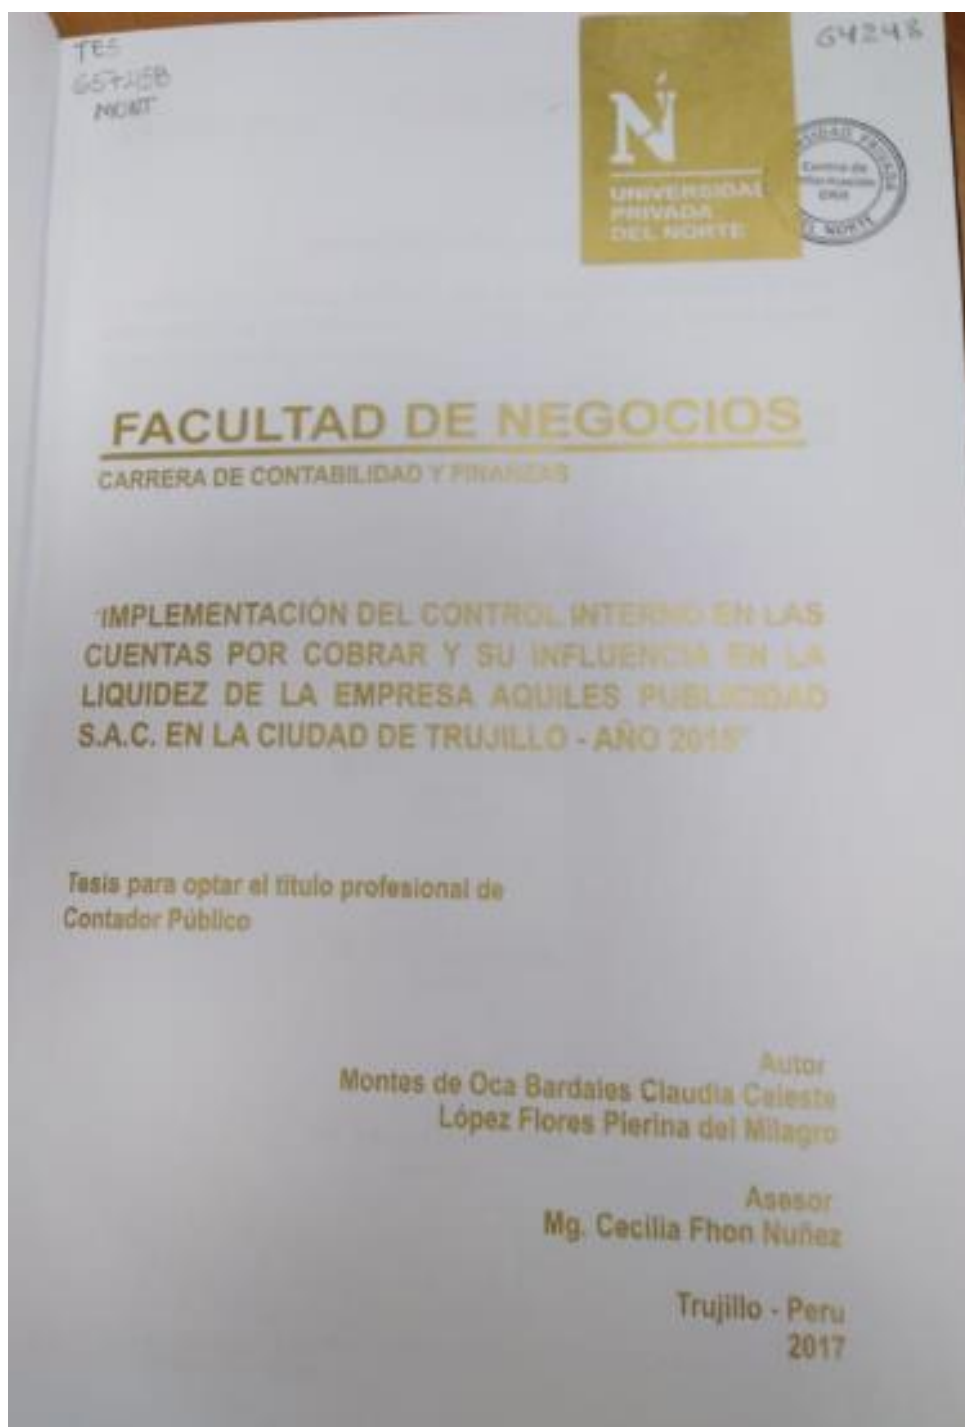 TES
MONT
64248
N
UNIVERSIDAD
PRIVADA
DEL NORTE
Centro de
Información
FACULTAD DE NEGOCIOS
CARRERA DE CONTABILIDAD Y FINANZAS
"IMPLEMENTACIÓN DEL CONTROL INTERNO EN LAS
CUENTAS POR COBRAR Y SU INFLUENCIA EN LA
LIQUIDEZ DE LA EMPRESA AQUILES PUBLICIDAD
S.A.C. EN LA CIUDAD DE TRUJILLO - AÑO
Tesis para optar el título profesional de
Contador Público
Autor
Montes de Oca Bardales Claudia Celeste
López Flores Pierina del Milagro
Asesor
Mg. Cecilia Fhon Nuñez
Trujillo - Peru
2017